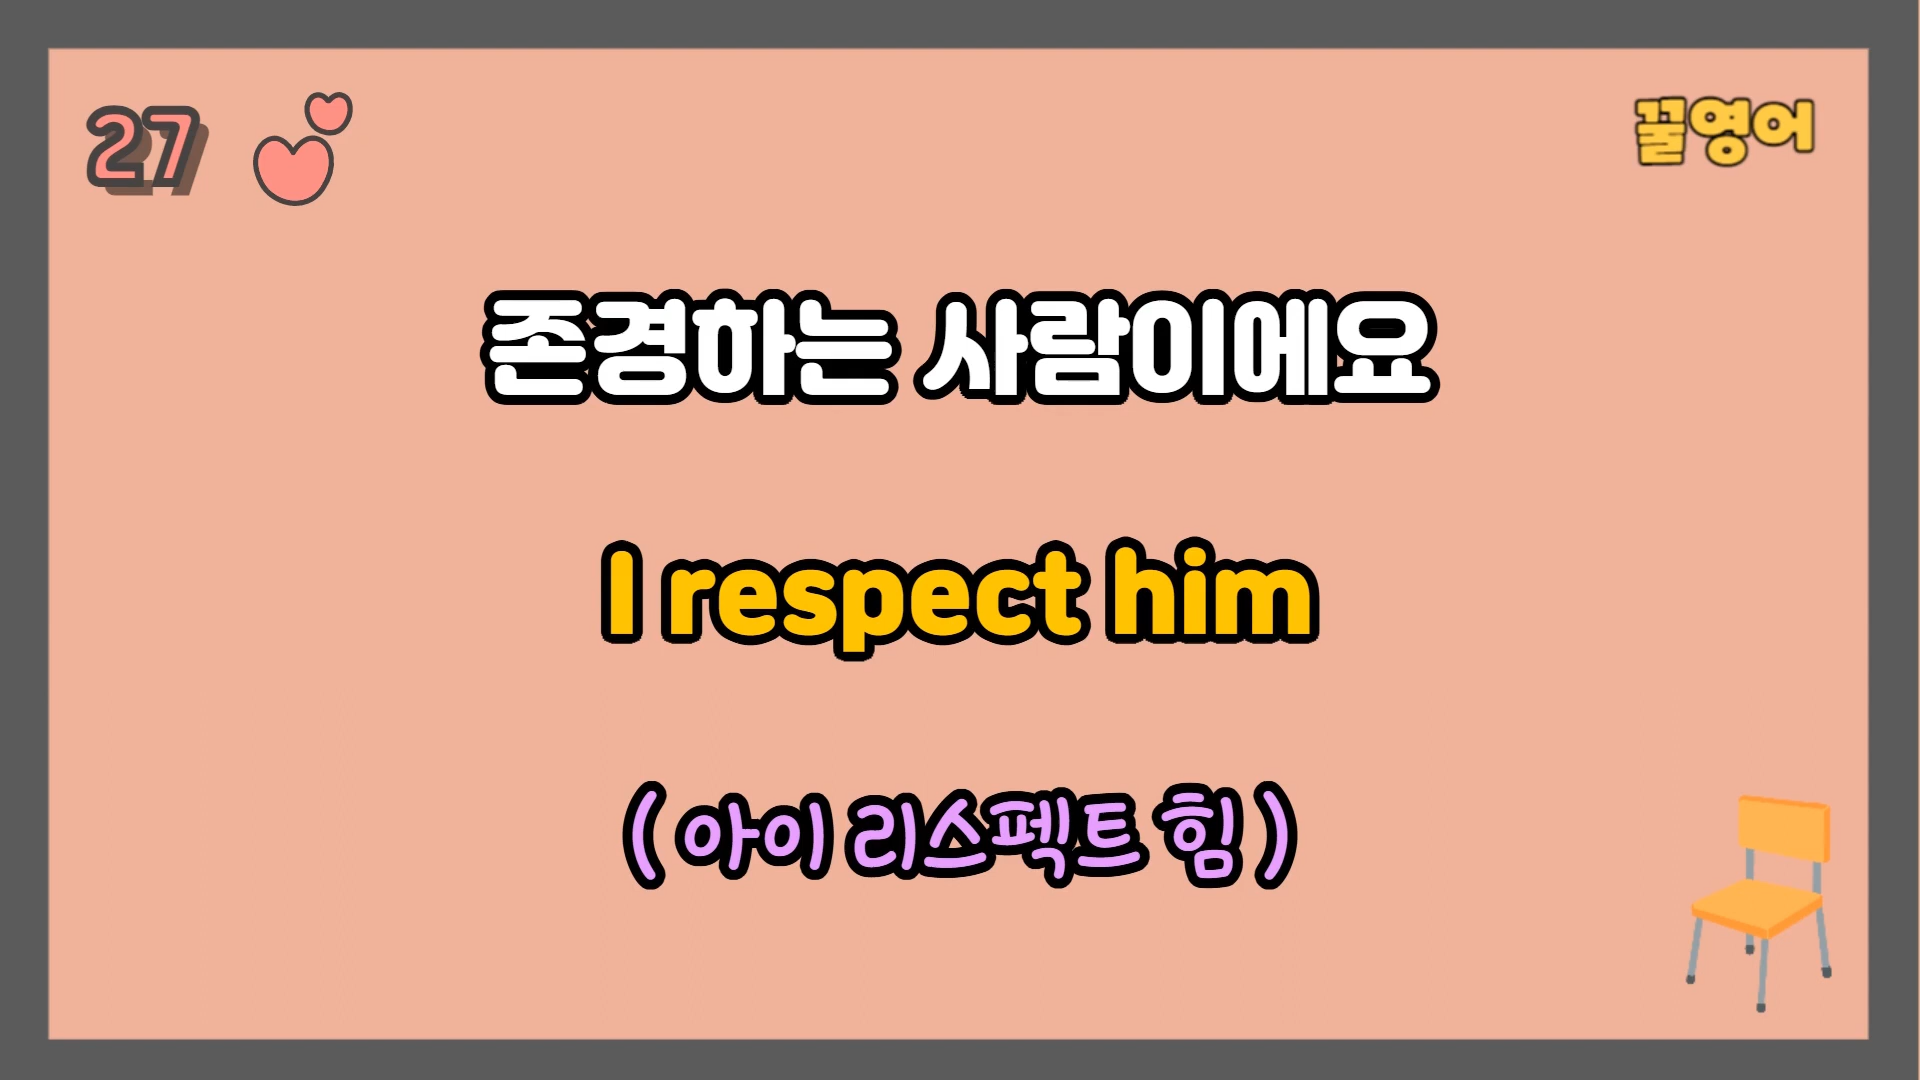 27
꿀영어
존경하는 사람이에요
I respect him
( 아이 리스펙트 힘 )